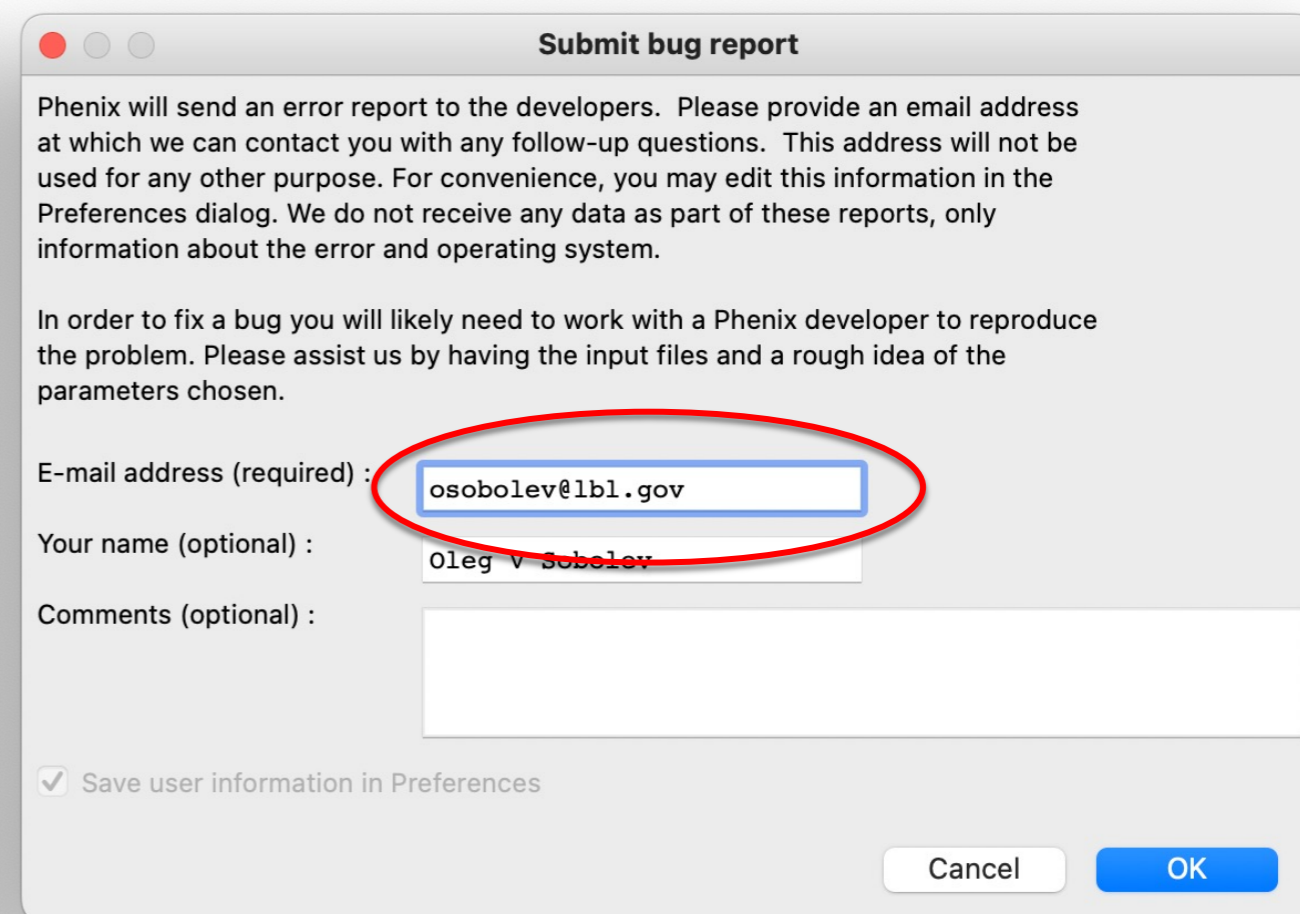 Submit bug report
Phenix will send an error report to the developers.  Please provide an email address
at which we can contact you with any follow-up questions.  This address will not be
used for any other purpose. For convenience, you may edit this information in the
Preferences dialog. We do not receive any data as part of these reports, only
information about the error and operating system.
In order to fix a bug you will likely need to work with a Phenix developer to reproduce
the problem. Please assist us by having the input files and a rough idea of the
parameters chosen.
E-mail address (required) :
osobolev@lbl.gov
Your name (optional) :
Oleg V Sobolev
Comments (optional) :
Save user information in Preferences
Cancel OK